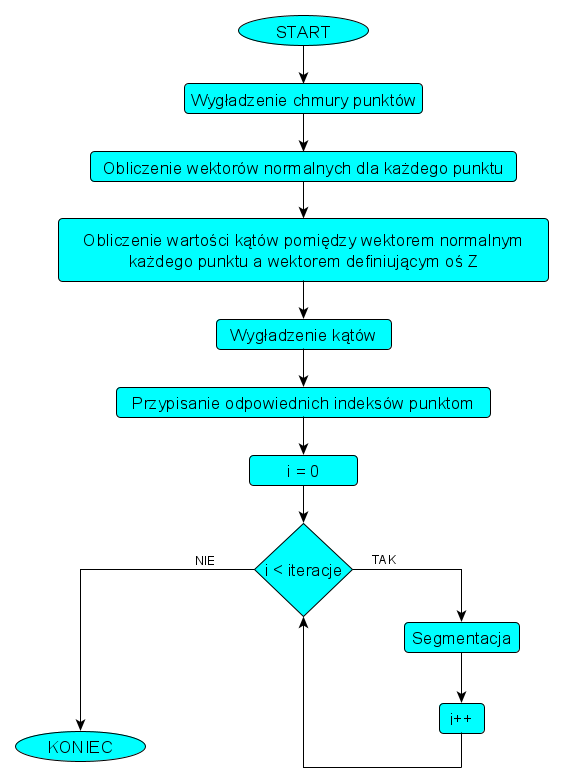 START
Wygładzenie chmury punktów
Obliczenie wektorów normalnych dla każdego punktu
Obliczenie wartości kątów pomiędzy wektorem normalnym
każdego punktu a wektorem definiującym oś Z
Wygładzenie kątów
Przypisanie odpowiednich indeksów punktom
i = 0
i < iteracje
NIE
TAK
Segmentacja
i++
KONIEC